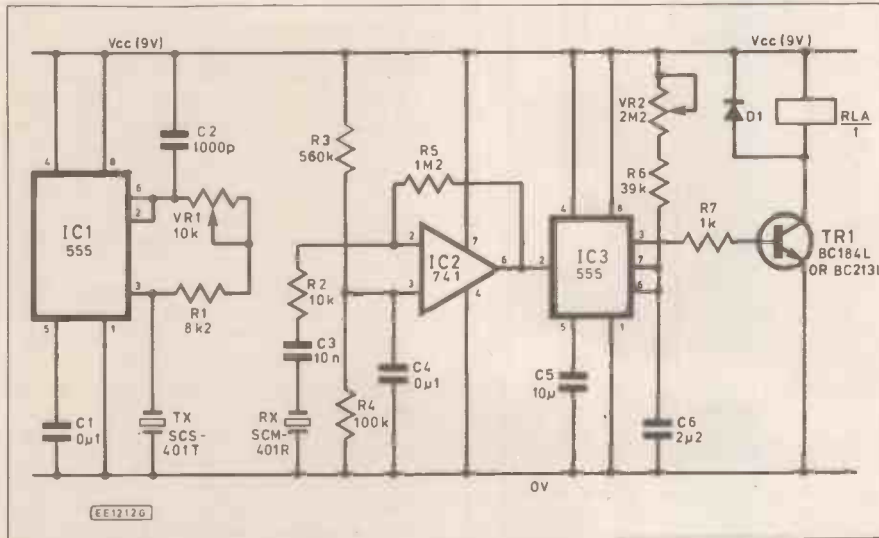 Vcc (9V)
Vcc (9V)
C2
1000p
R3
560k
R5
1M2
VR2
2M2
D1
RLA
1
4
8
6
2
VR1
10k
IC1
555
3
R1
8k2
5
1
C1
0µ1
TX
SCS-
401T
R2
10k
C3
10n
RX
SCM-
401R
2
3
7
4
6
IC2
741
C4
0µ1
R4
100k
4
8
2
IC3
555
3
7
6
5
1
R6
39k
R7
1k
TR1
BC184L
OR BC213L
C5
10µ
C6
2µ2
0V
EE1212G